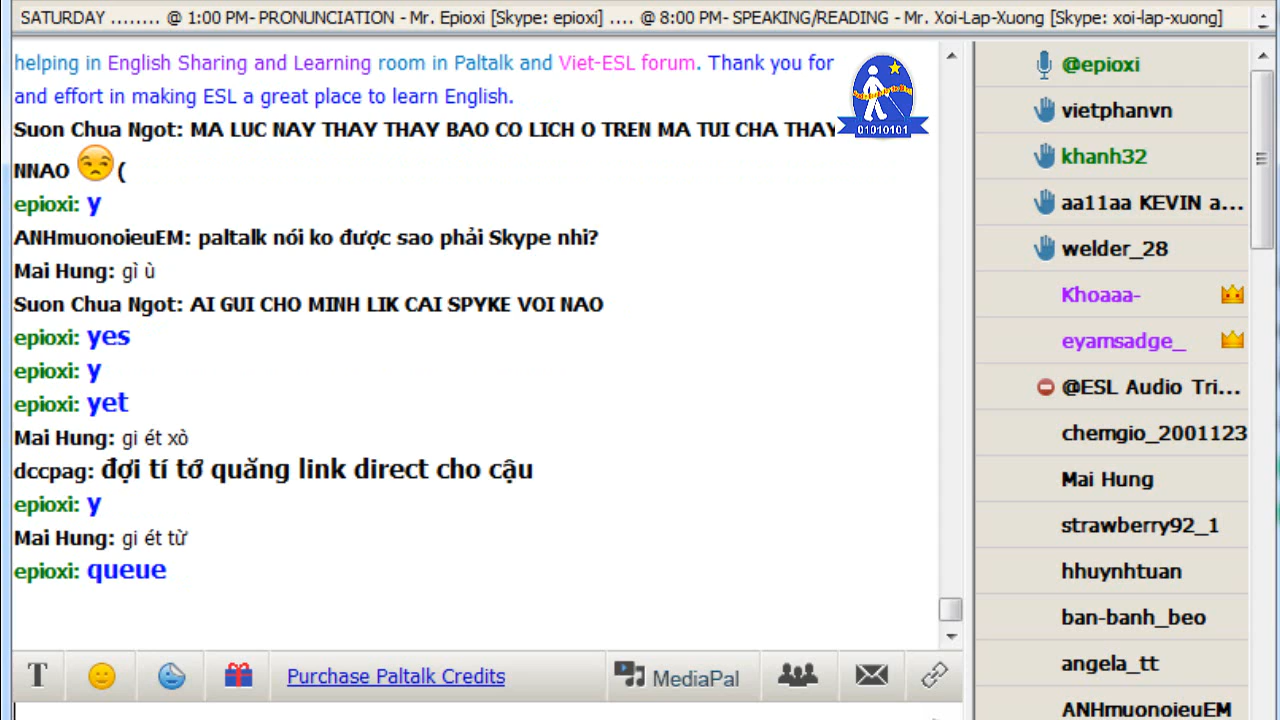 SATURDAY ........ @ 1:00 PM- PRONUNCIATION - Mr. Epioxi [Skype: epioxi] .... @ 8:00 PM- SPEAKING/READING - Mr. Xoi-Lap-Xuong [Skype: xoi-lap-xuong]
helping in English Sharing and Learning room in Paltalk and Viet-ESL forum. Thank you for
and effort in making ESL a great place to learn English.
01010101
Suon Chua Ngot: MA LUC NAY THAY THAY BAO CO LICH O TREN MA TUI CHA THAY
NNAO (
epioxi: y
ANHmuonoieuEM: paltalk nói ko được sao phải Skype nhi?
Mai Hung: gì ù
Suon Chua Ngot: AI GUI CHO MINH LIK CAI SPYKE VOI NAO
epioxi: yes
epioxi: y
epioxi: yet
Mai Hung: gi ét xò
dccpag: đợi tí tớ quăng link direct cho cậu
epioxi: y
Mai Hung: gi ét từ
epioxi: queue
T
Purchase Paltalk Credits
MediaPal
@epioxi
vietphanvn
khanh32
aa11aa KEVIN a...
welder_28
Khoaaa-
eyamsadge_
@ESL Audio Tri...
chemgio_2001123
Mai Hung
strawberry92_1
hhuynhtuan
ban-banh_beo
angela_tt
ANHmuonoieuEM